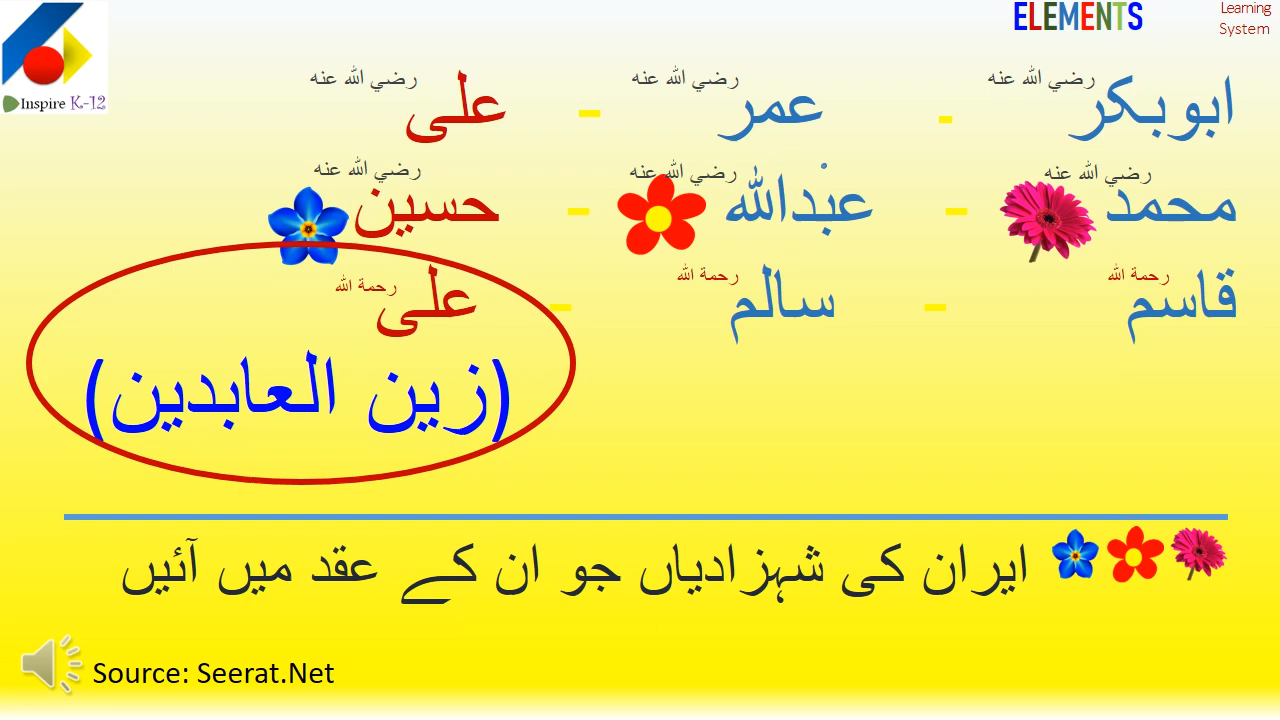 ELEMENTS
Learning
System
Inspire K-12
ابوبکر رضي الله عنه - عمر رضي الله عنه - علی رضي الله عنه
محمد رضي الله عنه - عبْدالله رضي الله عنه - حسین رضي الله عنه
قاسم رحمة الله - سالم رحمة الله - علی رحمة الله
(زین العابدین)
ایران کی شہزادیاں جو ان کے عقد میں آئیں
Source: Seerat.Net